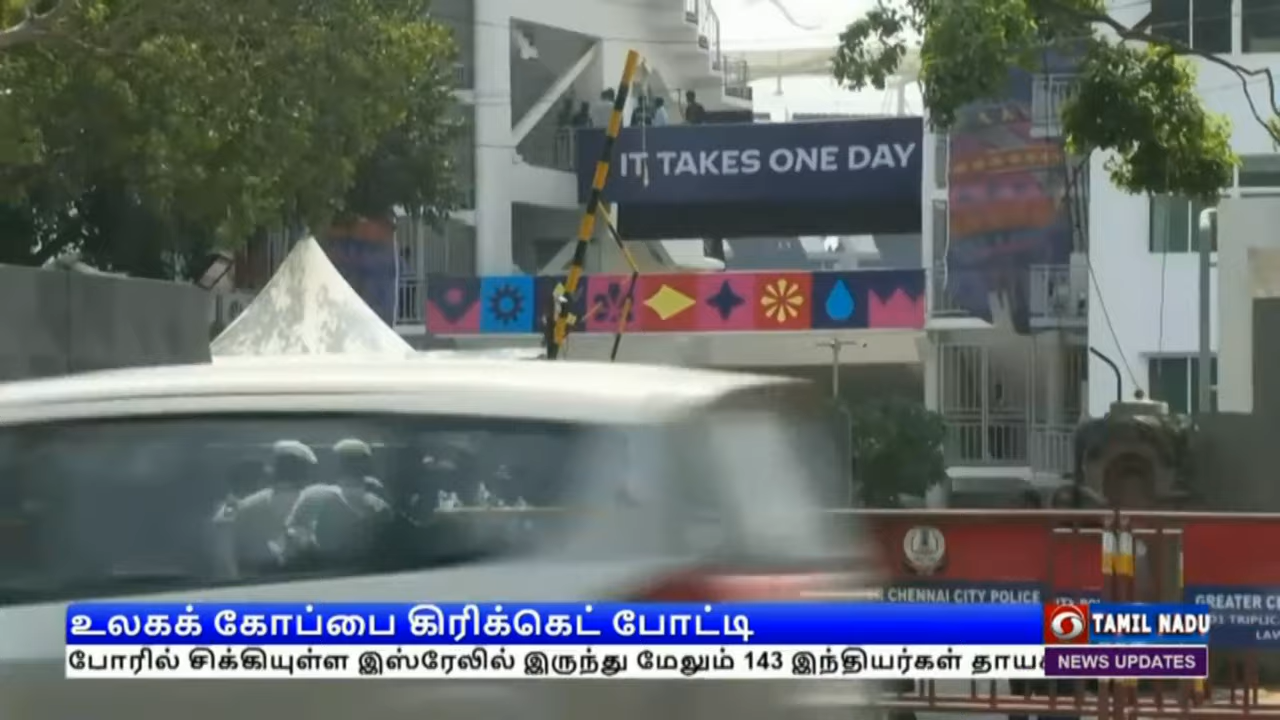 IT TAKES ONE DAY
CHENNAI CITY POLICE
GREATER
உலகக் கோப்பை கிரிக்கெட் போட்டி
TAMIL NADU
போரில் சிக்கியுள்ள இஸ்ரேலில் இருந்து மேலும் 143 இந்தியர்கள்
NEWS UPDATES